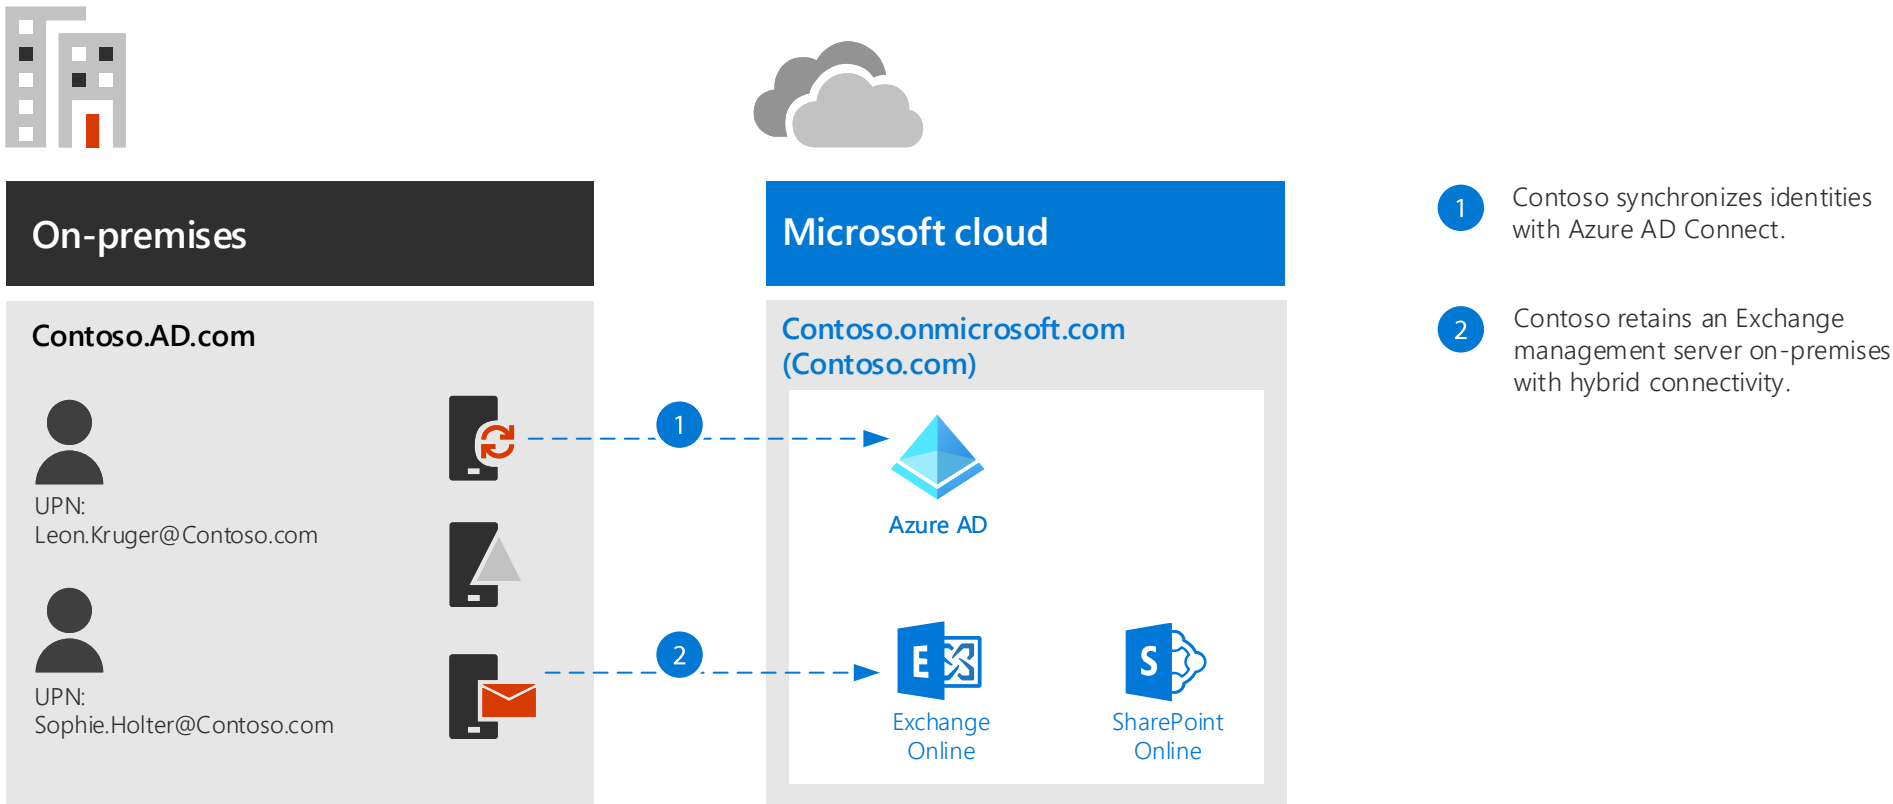 On-premises
Contoso.AD.com
UPN:
Leon.Kruger@Contoso.com
UPN:
Sophie.Holter@Contoso.com
1
2
Microsoft cloud
Contoso.onmicrosoft.com
(Contoso.com)
Azure AD
E
Exchange
Online
S
SharePoint
Online
1
Contoso synchronizes identities
with Azure AD Connect.
2
Contoso retains an Exchange
management server on-premises
with hybrid connectivity.